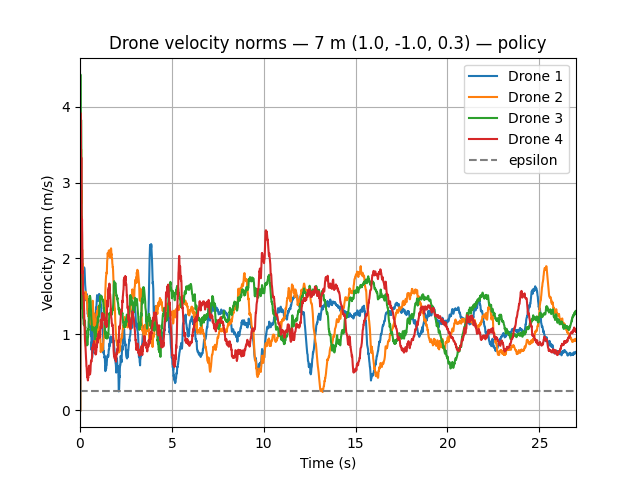 Drone velocity norms — 7 m (1.0, -1.0, 0.3) — policy
Velocity norm (m/s)
4
3
2
1
0
Drone 1
Drone 2
Drone 3
Drone 4
epsilon
0 5 10 15 20 25
Time (s)